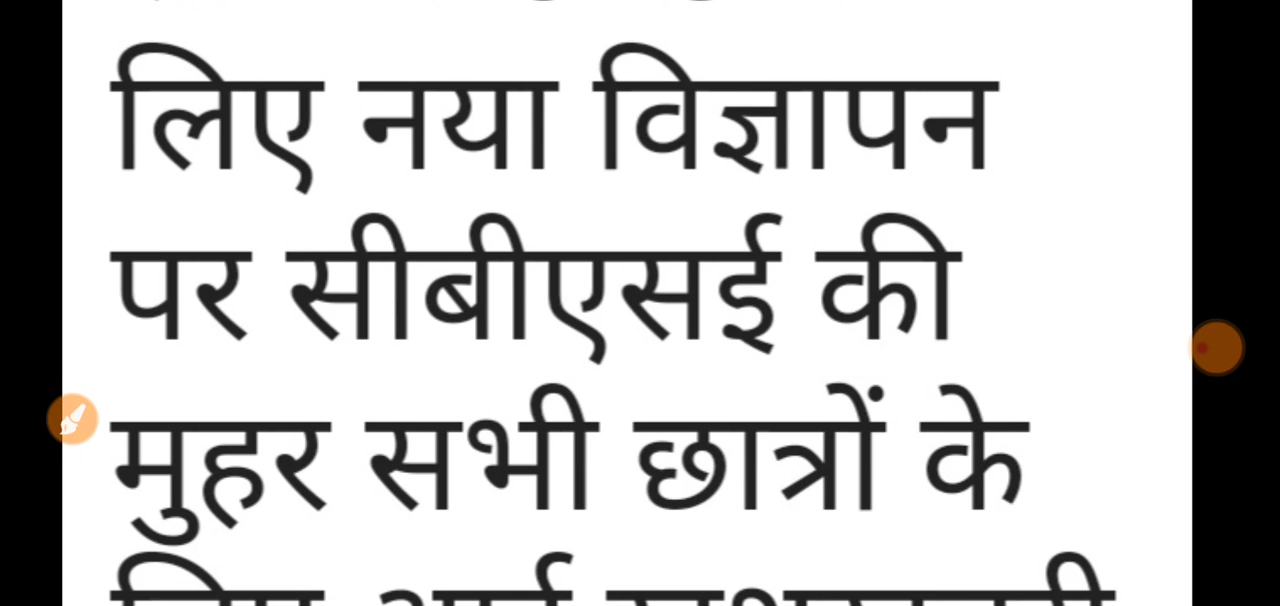 लिए नया विज्ञापन
पर सीबीएसई की
मुहर सभी छात्रों के